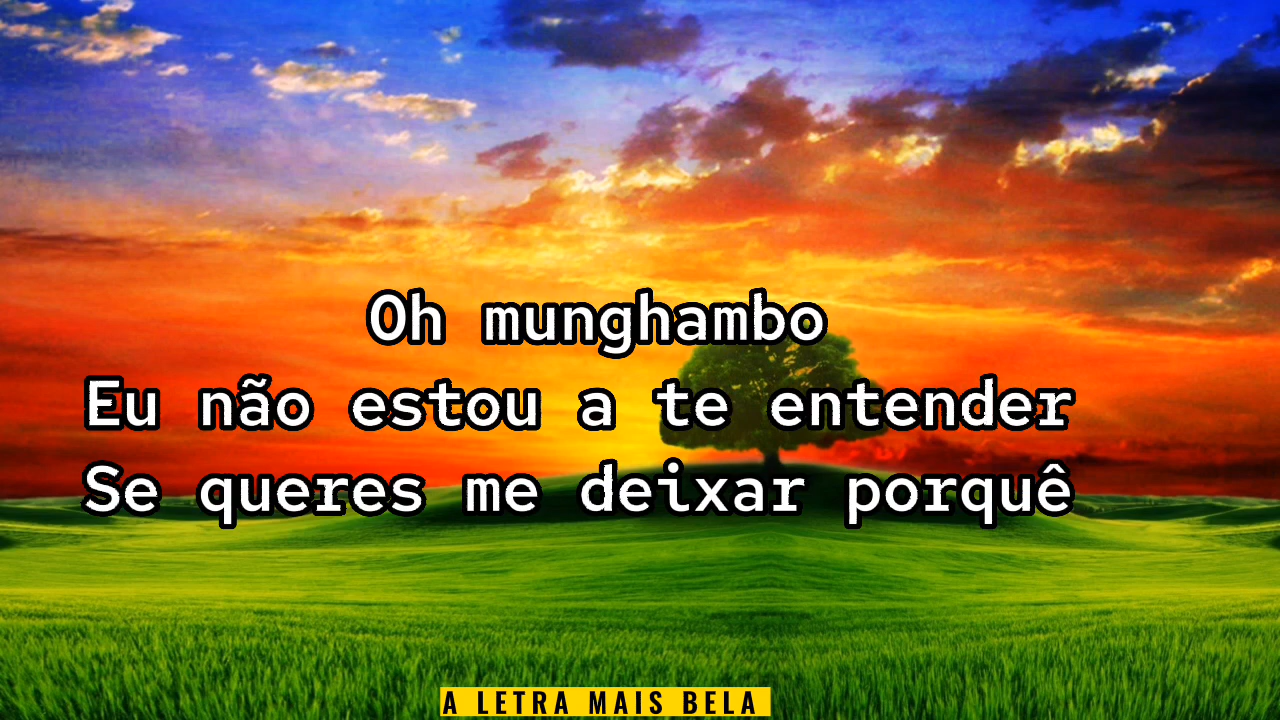 Oh munghambo
Eu não estou a te entender
Se queres me deixar porquê
A LETRA MAIS BELA